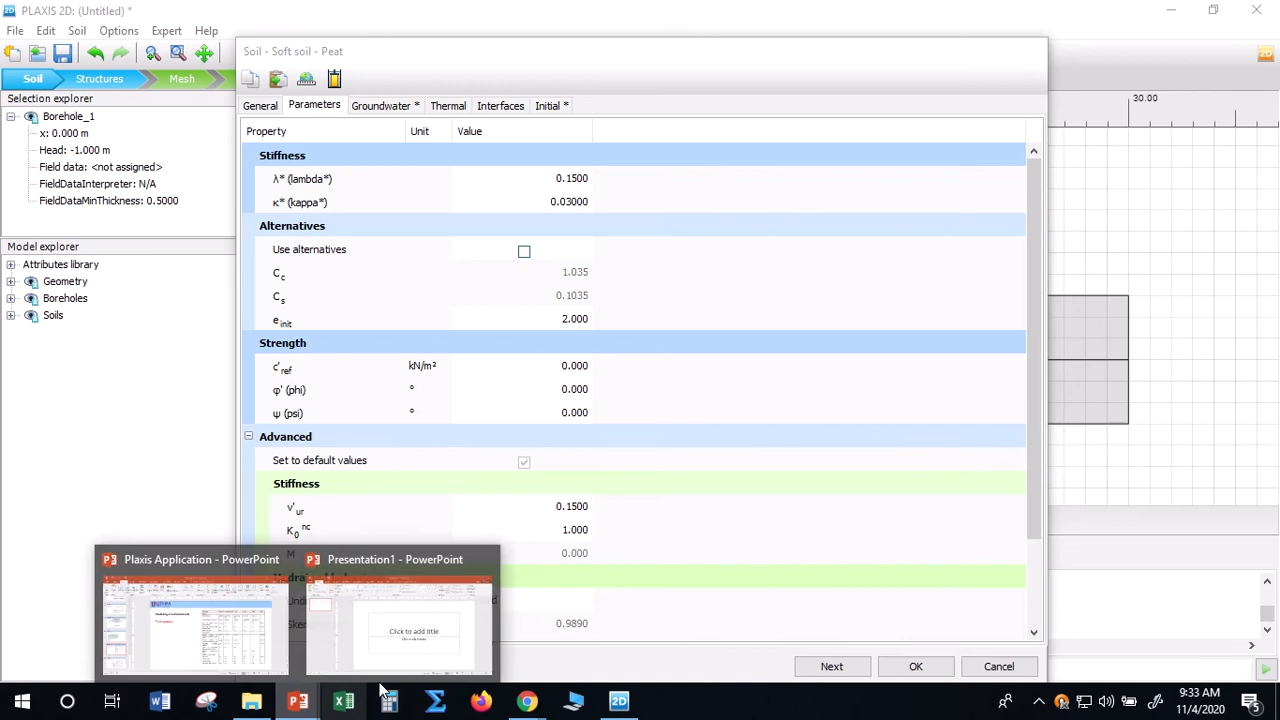 PLAXIS 2D: (Untitled) *
File Edit Soil Options Expert Help
Soil Structures Mesh
Selection explorer
Borehole_1
x: 0.000 m
Head: -1.000 m
Field data: <not assigned>
FieldDataInterpreter: N/A
FieldDataMinThickness: 0.5000
Model explorer
Attributes library
Geometry
Boreholes
Soils
Soil - Soft soil - Peat
General Parameters Groundwater * Thermal Interfaces Initial *
Property Unit Value
Stiffness
λ* (lambda*) 0.1500
κ* (kappa*) 0.03000
Alternatives
Use alternatives
Cc 1.035
Cs 0.1035
einit 2.000
Strength
c'ref kN/m² 0.000
φ' (phi) ° 0.000
ψ (psi) ° 0.000
Advanced
Set to default values
Stiffness
ν'ur 0.1500
K0nc 1.000
M 0.000
0.9890
Next OK Cancel
30.00
2D
Plaxis Application - PowerPoint Presentation1 - PowerPoint
Click to add title
9:33 AM
11/4/2020
5